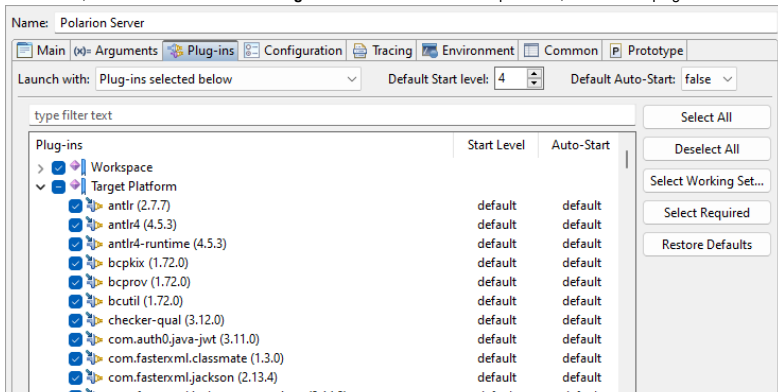 Name: Polarion Server
Main (x)= Arguments Plug-ins Configuration Tracing Environment Common P Prototype
Launch with: Plug-ins selected below Default Start level: 4 Default Auto-Start: false
type filter text Select All
Plug-ins Start Level Auto-Start Deselect All
Workspace
Target Platform Select Working Set...
antlr (2.7.7) default default
antlr4 (4.5.3) default default Select Required
antlr4-runtime (4.5.3) default default Restore Defaults
bcpkix (1.72.0) default default
bcprov (1.72.0) default default
bcutil (1.72.0) default default
checker-qual (3.12.0) default default
com.auth0.java-jwt (3.11.0) default default
com.fasterxml.classmate (1.3.0) default default
com.fasterxml.jackson (2.13.4) default default